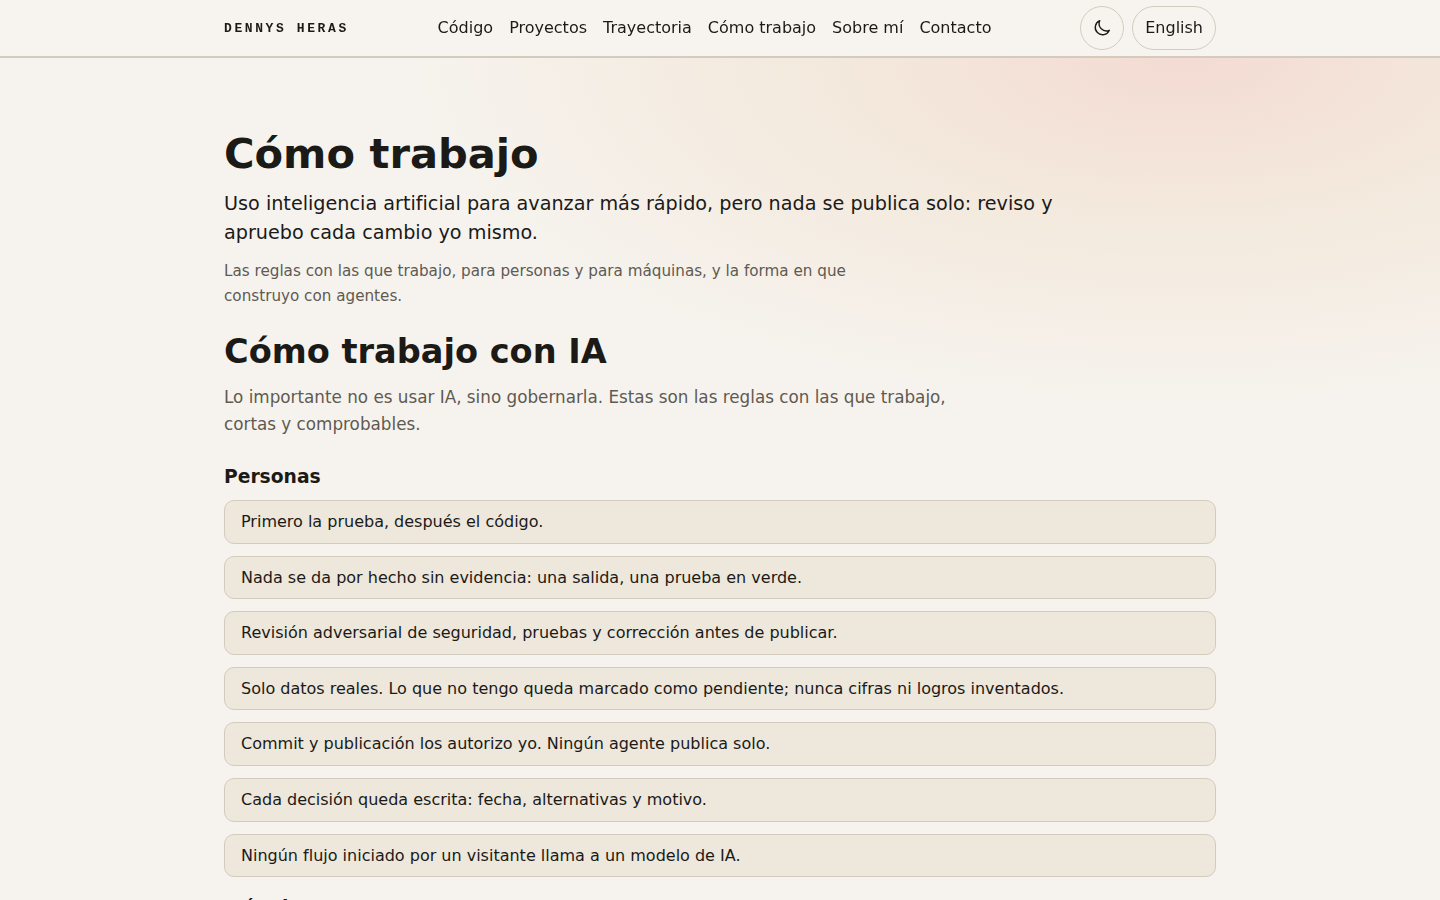 DENNYS HERAS
Código Proyectos Trayectoria Cómo trabajo Sobre mí Contacto
English
Cómo trabajo
Uso inteligencia artificial para avanzar más rápido, pero nada se publica solo: reviso y
apruebo cada cambio yo mismo.
Las reglas con las que trabajo, para personas y para máquinas, y la forma en que
construyo con agentes.
Cómo trabajo con IA
Lo importante no es usar IA, sino gobernarla. Estas son las reglas con las que trabajo,
cortas y comprobables.
Personas
Primero la prueba, después el código.
Nada se da por hecho sin evidencia: una salida, una prueba en verde.
Revisión adversarial de seguridad, pruebas y corrección antes de publicar.
Solo datos reales. Lo que no tengo queda marcado como pendiente; nunca cifras ni logros inventados.
Commit y publicación los autorizo yo. Ningún agente publica solo.
Cada decisión queda escrita: fecha, alternativas y motivo.
Ningún flujo iniciado por un visitante llama a un modelo de IA.